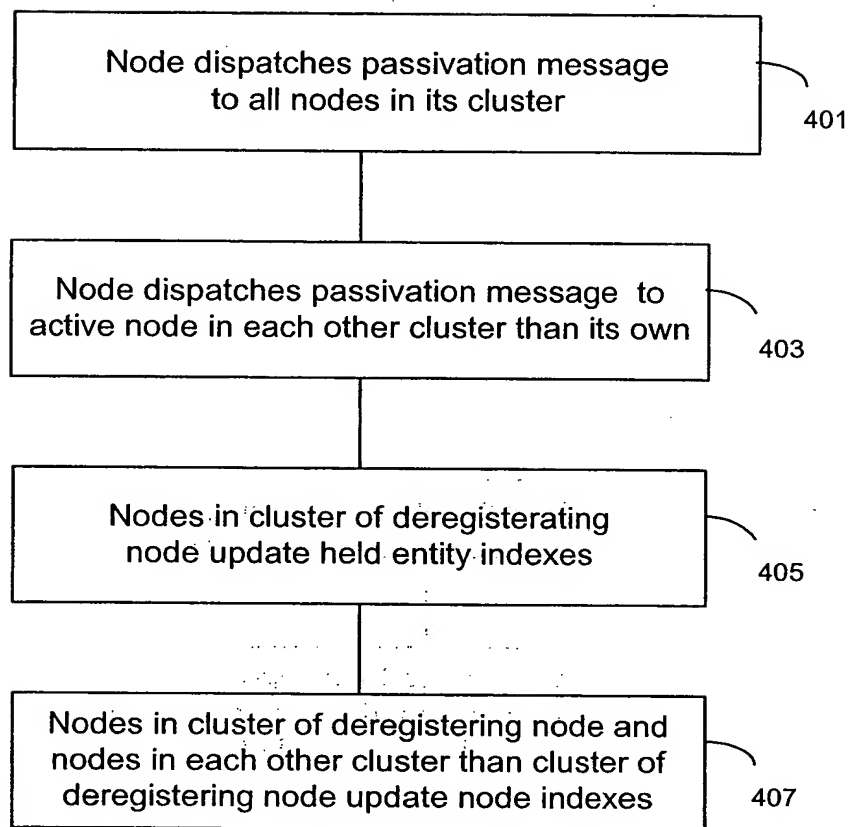 Node dispatches passivation message
to all nodes in its cluster
401
Node dispatches passivation message to
active node in each other cluster than its own
403
Nodes in cluster of deregisterating
node update held entity indexes
405
Nodes in cluster of deregistering node and
nodes in each other cluster than cluster of
deregistering node update node indexes
407